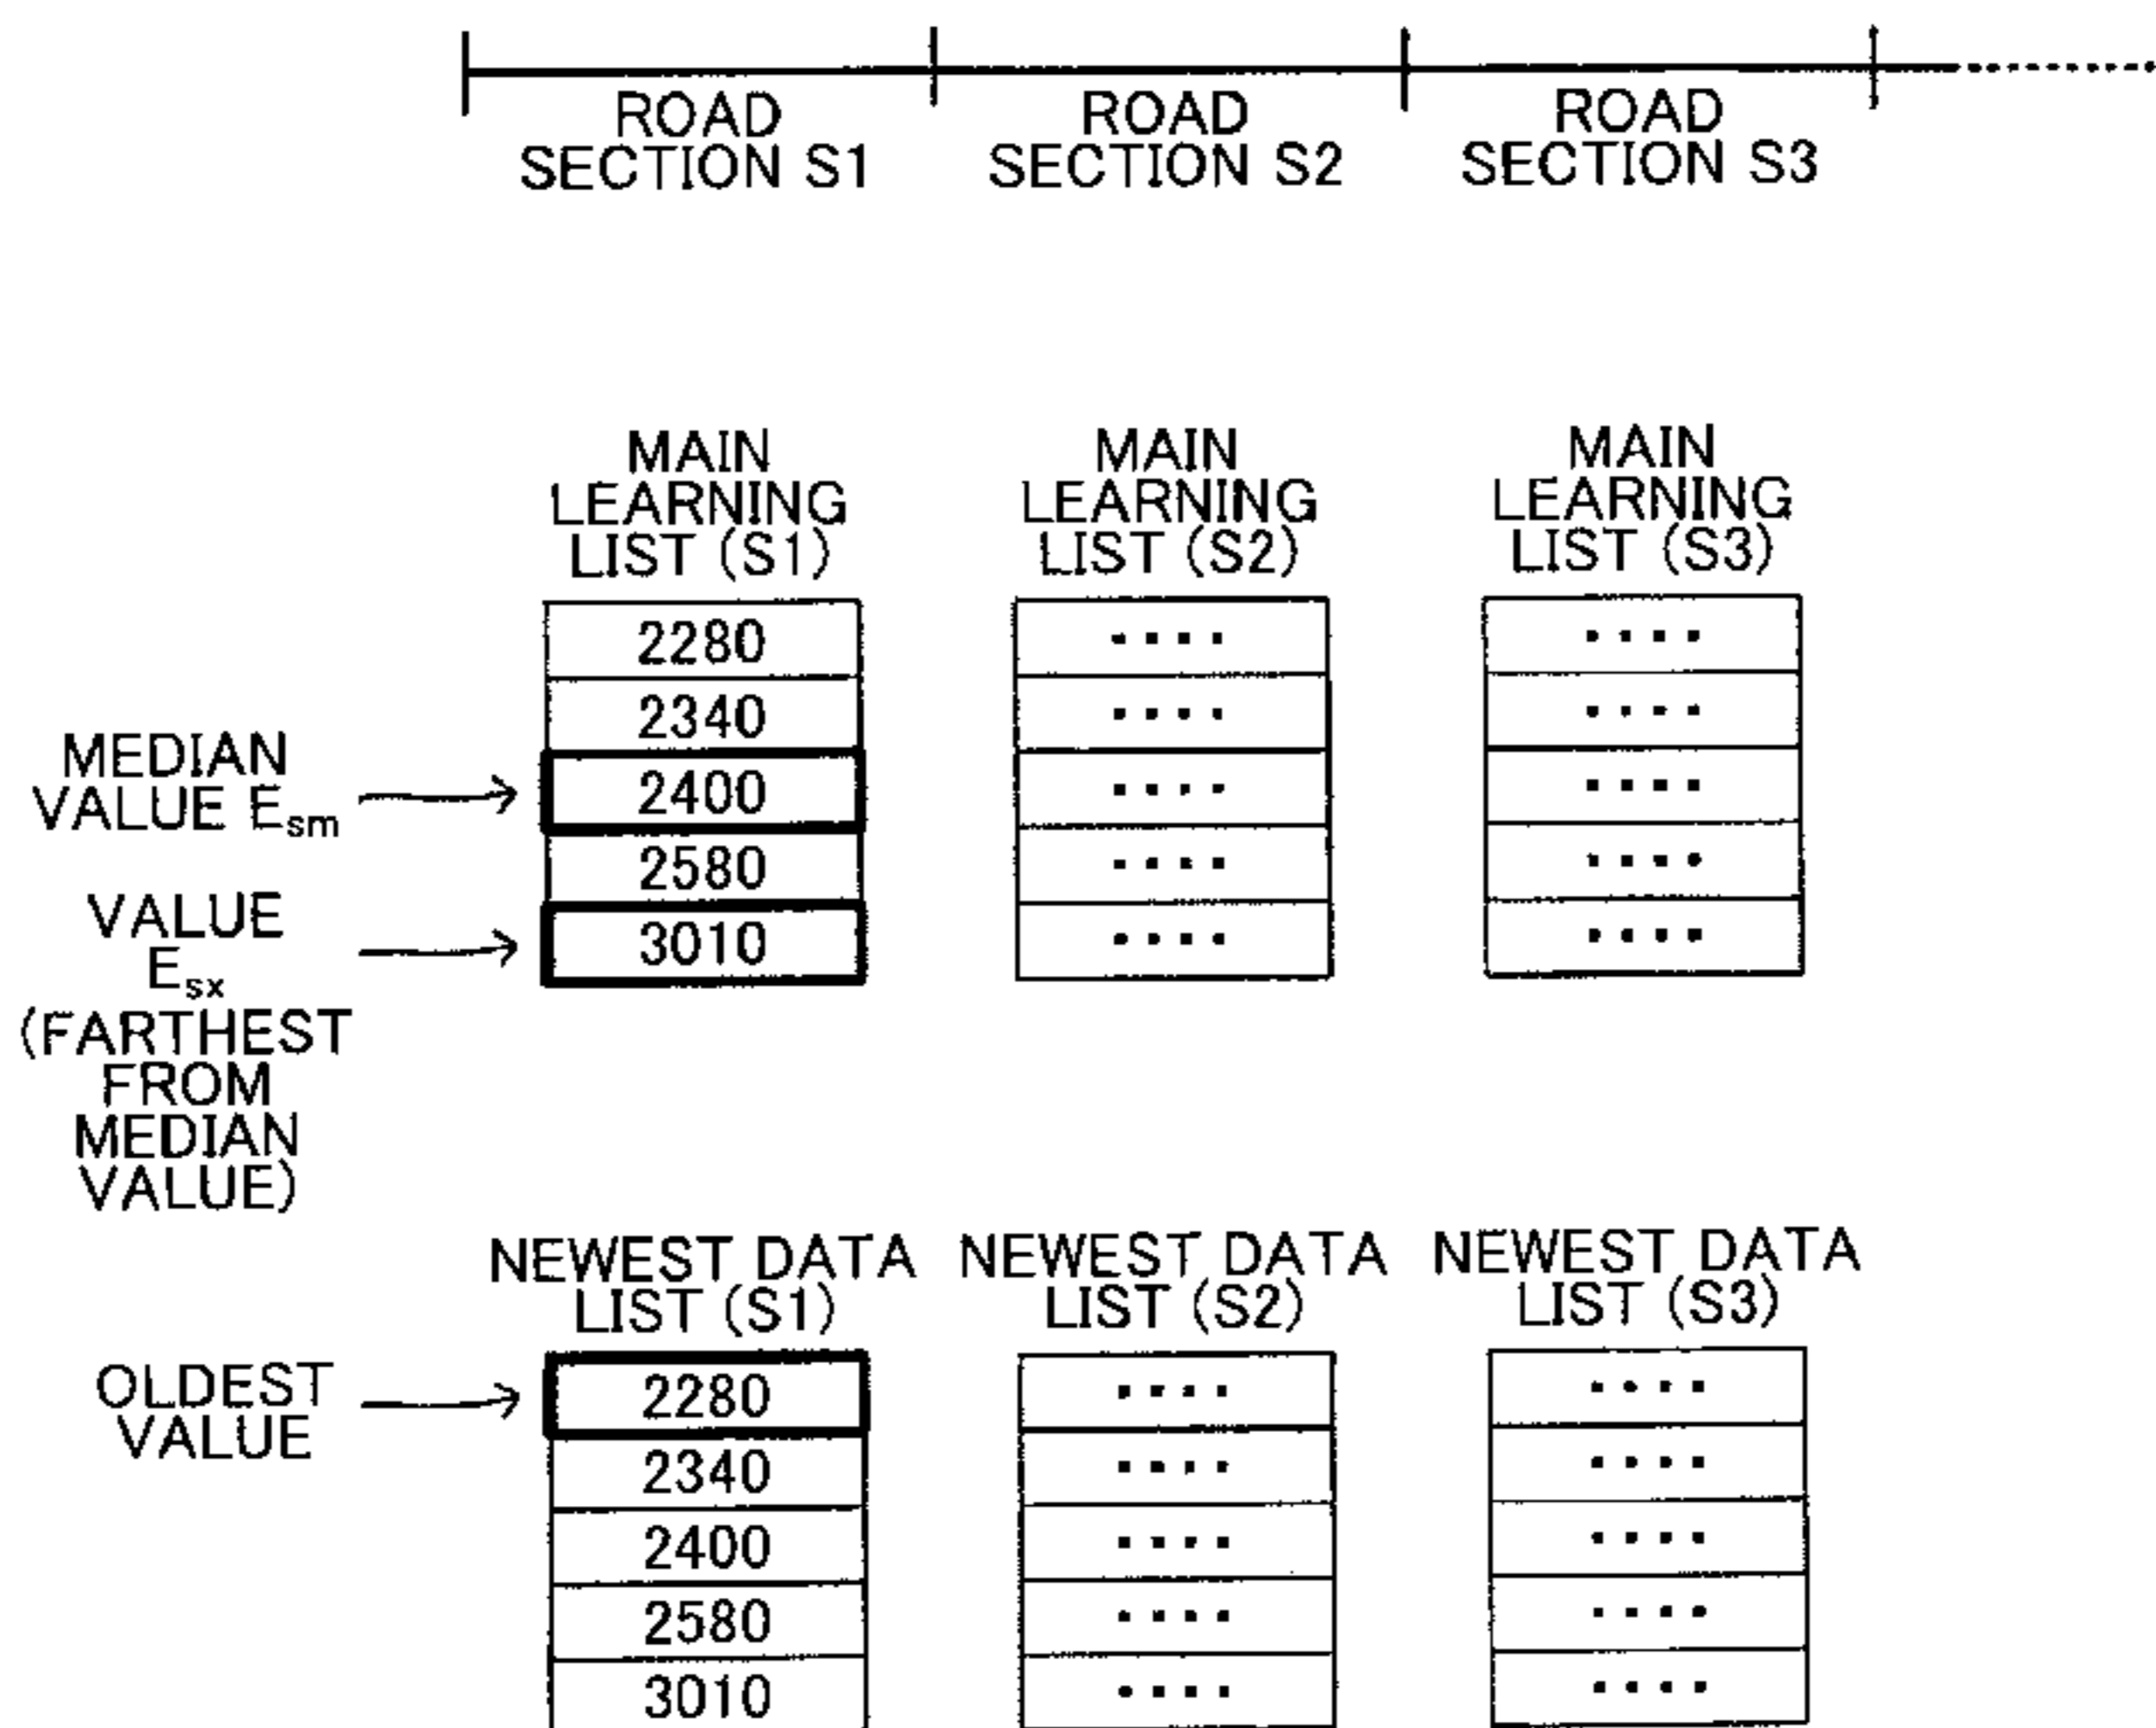 ROAD
SECTION S1
ROAD
SECTION S2
ROAD
SECTION S3
MAIN
LEARNING
LIST (S1)
MAIN
LEARNING
LIST (S2)
MAIN
LEARNING
LIST (S3)
2280
2340
2400
2580
3010
MEDIAN
VALUE Esm
VALUE
Esx
(FARTHEST
FROM
MEDIAN
VALUE)
NEWEST DATA
LIST (S1)
NEWEST DATA
LIST (S2)
NEWEST DATA
LIST (S3)
OLDEST
VALUE
2280
2340
2400
2580
3010